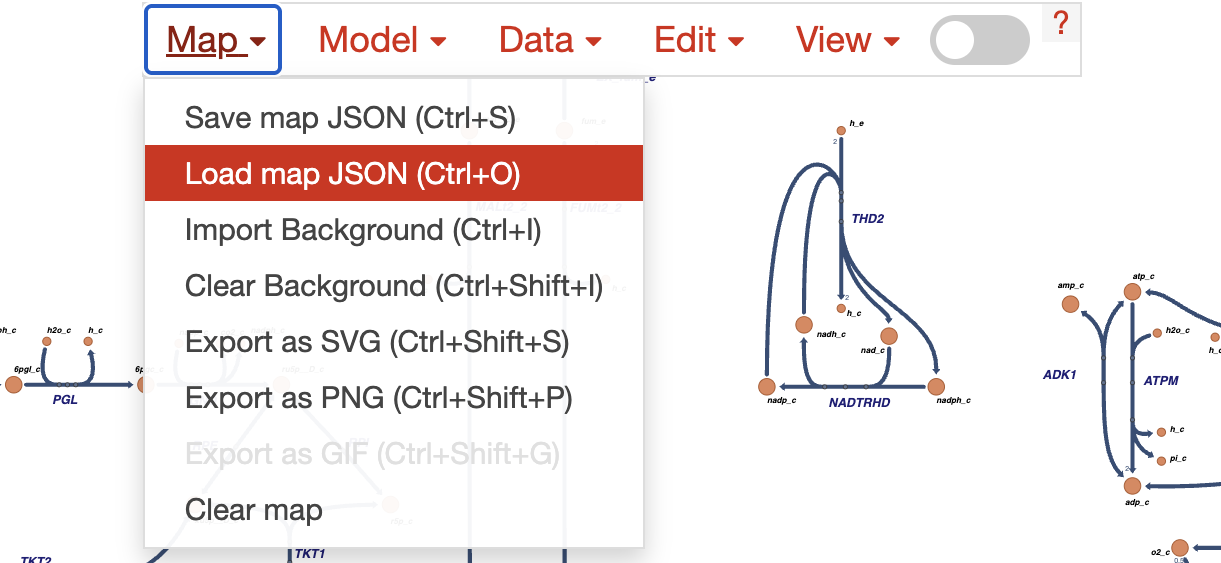 Map Model Data Edit View ?
Save map JSON (Ctrl+S)
Load map JSON (Ctrl+O)
Import Background (Ctrl+I)
Clear Background (Ctrl+Shift+I)
Export as SVG (Ctrl+Shift+S)
Export as PNG (Ctrl+Shift+P)
Export as GIF (Ctrl+Shift+G)
Clear map
h_e
2
THD2
2
h_c
nadh_c
nad_c
nadp_c
NADTRHD
nadph_c
amp_c
atp_c
h2o_c
ADK1
ATPM
h_c
pi_c
2
adp_c
o2_c
0.5
h2o_c
h_c
6pgl_c
PGL
TKT2
TKT1